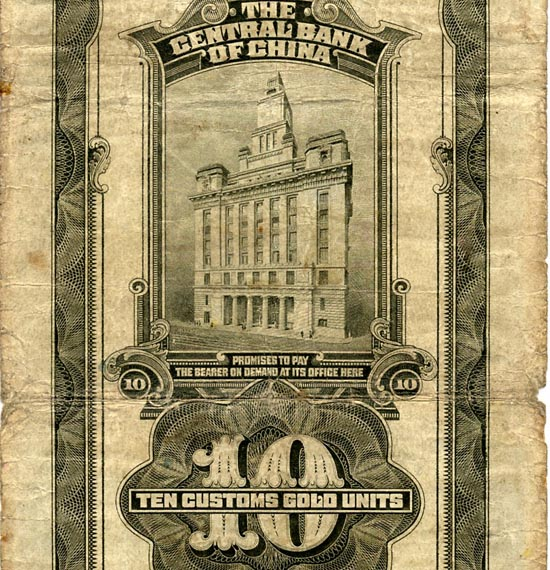 THE
CENTRAL BANK
OF CHINA
PROMISES TO PAY
THE BEARER ON DEMAND AT ITS OFFICE HERE
10 10
10
TEN CUSTOMS GOLD UNITS